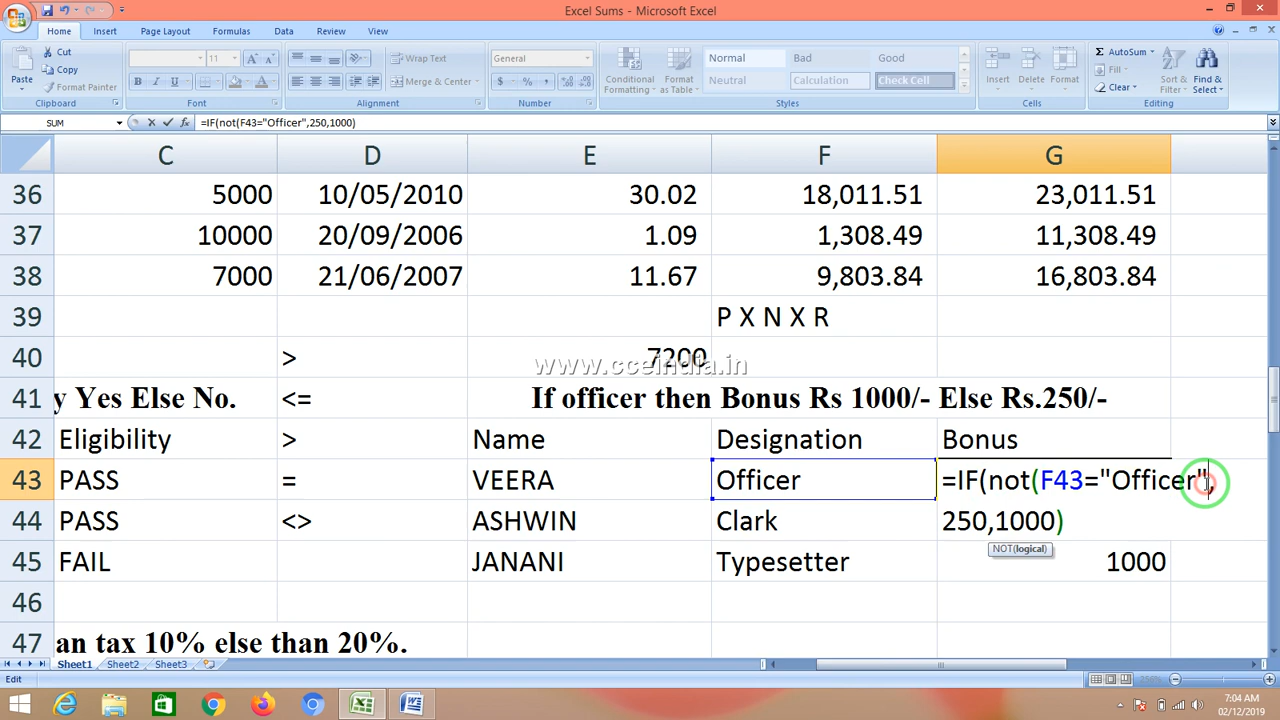 Excel Sums - Microsoft Excel
Home Insert Page Layout Formulas Data Review View
Cut
Copy
Format Painter
Paste
Clipboard
11
B I U
Font
Wrap Text
Merge & Center
Alignment
General
$ % ,
Number
Conditional Formatting
Format as Table
Normal Bad Good
Neutral Calculation Check Cell
Styles
Insert Delete Format
Cells
AutoSum
Fill
Clear
Sort & Filter
Find & Select
Editing
SUM fx =IF(not(F43="Officer",250,1000)
C D E F G
36 5000 10/05/2010 30.02 18,011.51 23,011.51
37 10000 20/09/2006 1.09 1,308.49 11,308.49
38 7000 21/06/2007 11.67 9,803.84 16,803.84
39 P X N X R
40 > 7200
www.cceindia.in
41 y Yes Else No. <= If officer then Bonus Rs 1000/- Else Rs.250/-
42 Eligibility > Name Designation Bonus
43 PASS = VEERA Officer =IF(not(F43="Officer",
44 PASS <> ASHWIN Clark 250,1000)
NOT(logical)
45 FAIL JANANI Typesetter 1000
46
47 an tax 10% else than 20%.
Sheet1 Sheet2 Sheet3
Edit
256%
7:04 AM
02/12/2019